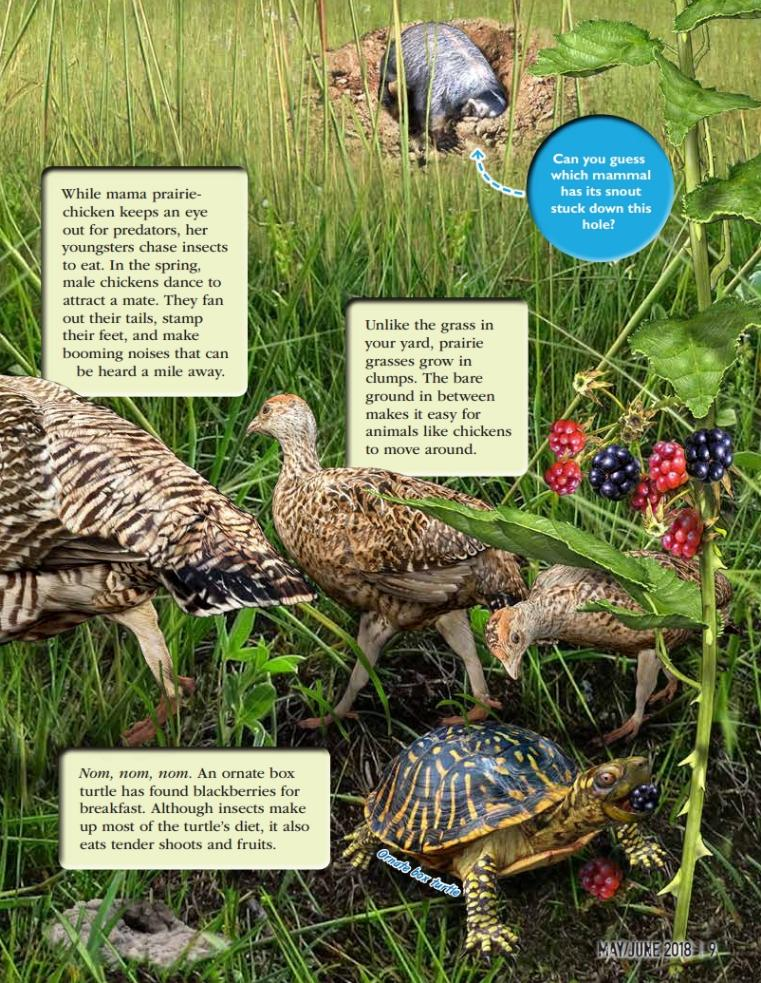 Can you guess
which mammal
has its snout
stuck down this
hole?
While mama prairie-
chicken keeps an eye
out for predators, her
youngsters chase insects
to eat. In the spring,
male chickens dance to
attract a mate. They fan
out their tails, stamp
their feet, and make
booming noises that can
be heard a mile away.
Unlike the grass in
your yard, prairie
grasses grow in
clumps. The bare
ground in between
makes it easy for
animals like chickens
to move around.
Nom, nom, nom. An ornate box
turtle has found blackberries for
breakfast. Although insects make
up most of the turtle's diet, it also
eats tender shoots and fruits.
Ornate box turtle
MAY/JUNE 2018 | 9